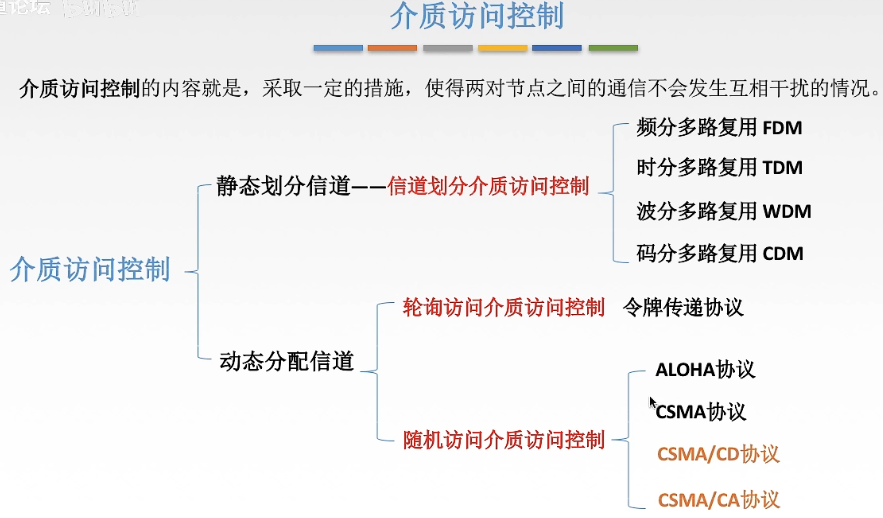 介质访问控制
介质访问控制的内容就是，采取一定的措施，使得两对节点之间的通信不会发生互相干扰的情况。
介质访问控制
静态划分信道——信道划分介质访问控制
频分多路复用 FDM
时分多路复用 TDM
波分多路复用 WDM
码分多路复用 CDM
动态分配信道
轮询访问介质访问控制 令牌传递协议
随机访问介质访问控制
ALOHA协议
CSMA协议
CSMA/CD协议
CSMA/CA协议